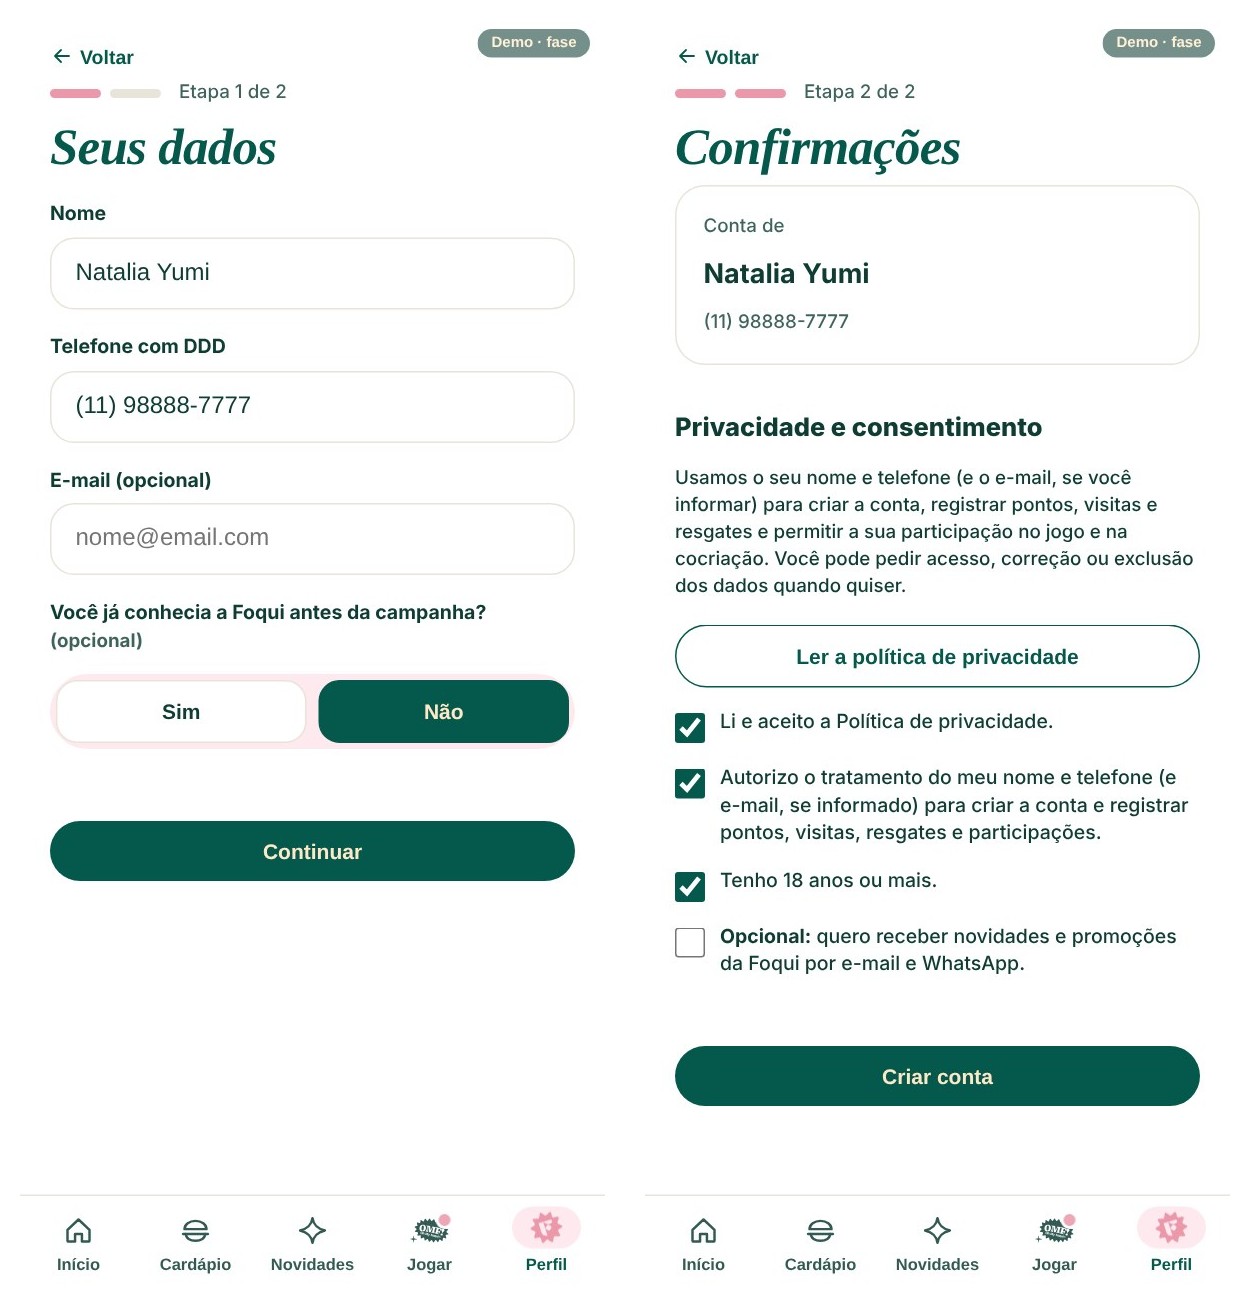 Demo · fase
← Voltar
Etapa 1 de 2
Seus dados
Nome
Natalia Yumi
Telefone com DDD
(11) 98888-7777
E-mail (opcional)
nome@email.com
Você já conhecia a Foqui antes da campanha?
(opcional)
Sim
Não
Continuar
Início
Cardápio
Novidades
Jogar
Perfil
Demo · fase
← Voltar
Etapa 2 de 2
Confirmações
Conta de
Natalia Yumi
(11) 98888-7777
Privacidade e consentimento
Usamos o seu nome e telefone (e o e-mail, se você
informar) para criar a conta, registrar pontos, visitas e
resgates e permitir a sua participação no jogo e na
cocriação. Você pode pedir acesso, correção ou exclusão
dos dados quando quiser.
Ler a política de privacidade
Li e aceito a Política de privacidade.
Autorizo o tratamento do meu nome e telefone (e
e-mail, se informado) para criar a conta e registrar
pontos, visitas, resgates e participações.
Tenho 18 anos ou mais.
Opcional: quero receber novidades e promoções
da Foqui por e-mail e WhatsApp.
Criar conta
Início
Cardápio
Novidades
Jogar
Perfil